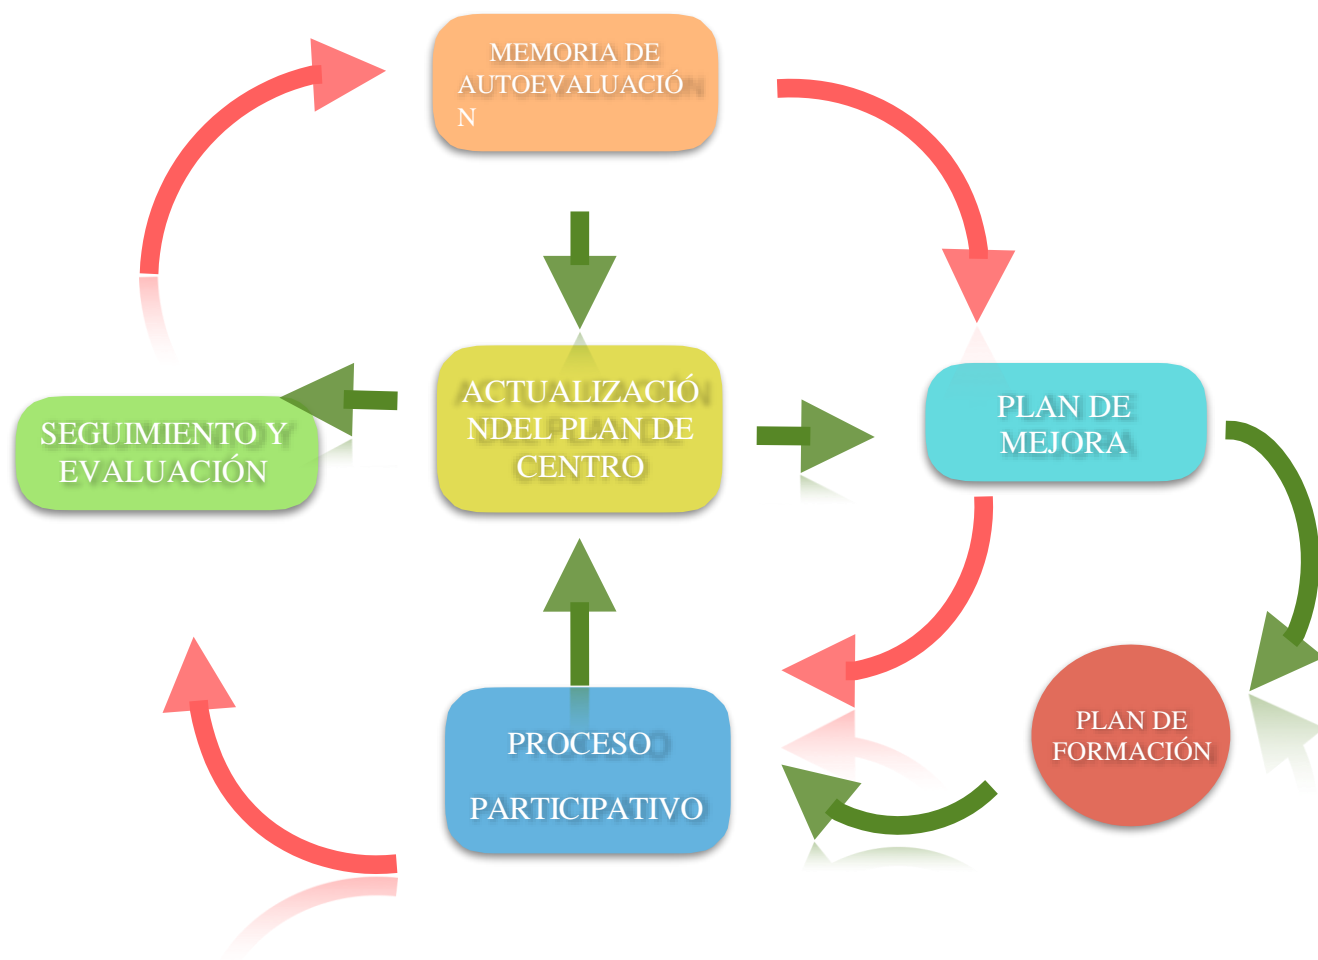 MEMORIA DE
AUTOEVALUACIÓ
N
ACTUALIZACIÓ
NDEL PLAN DE
CENTRO
SEGUIMIENTO Y
EVALUACIÓN
PLAN DE
MEJORA
PROCESO
PARTICIPATIVO
PLAN DE
FORMACIÓN